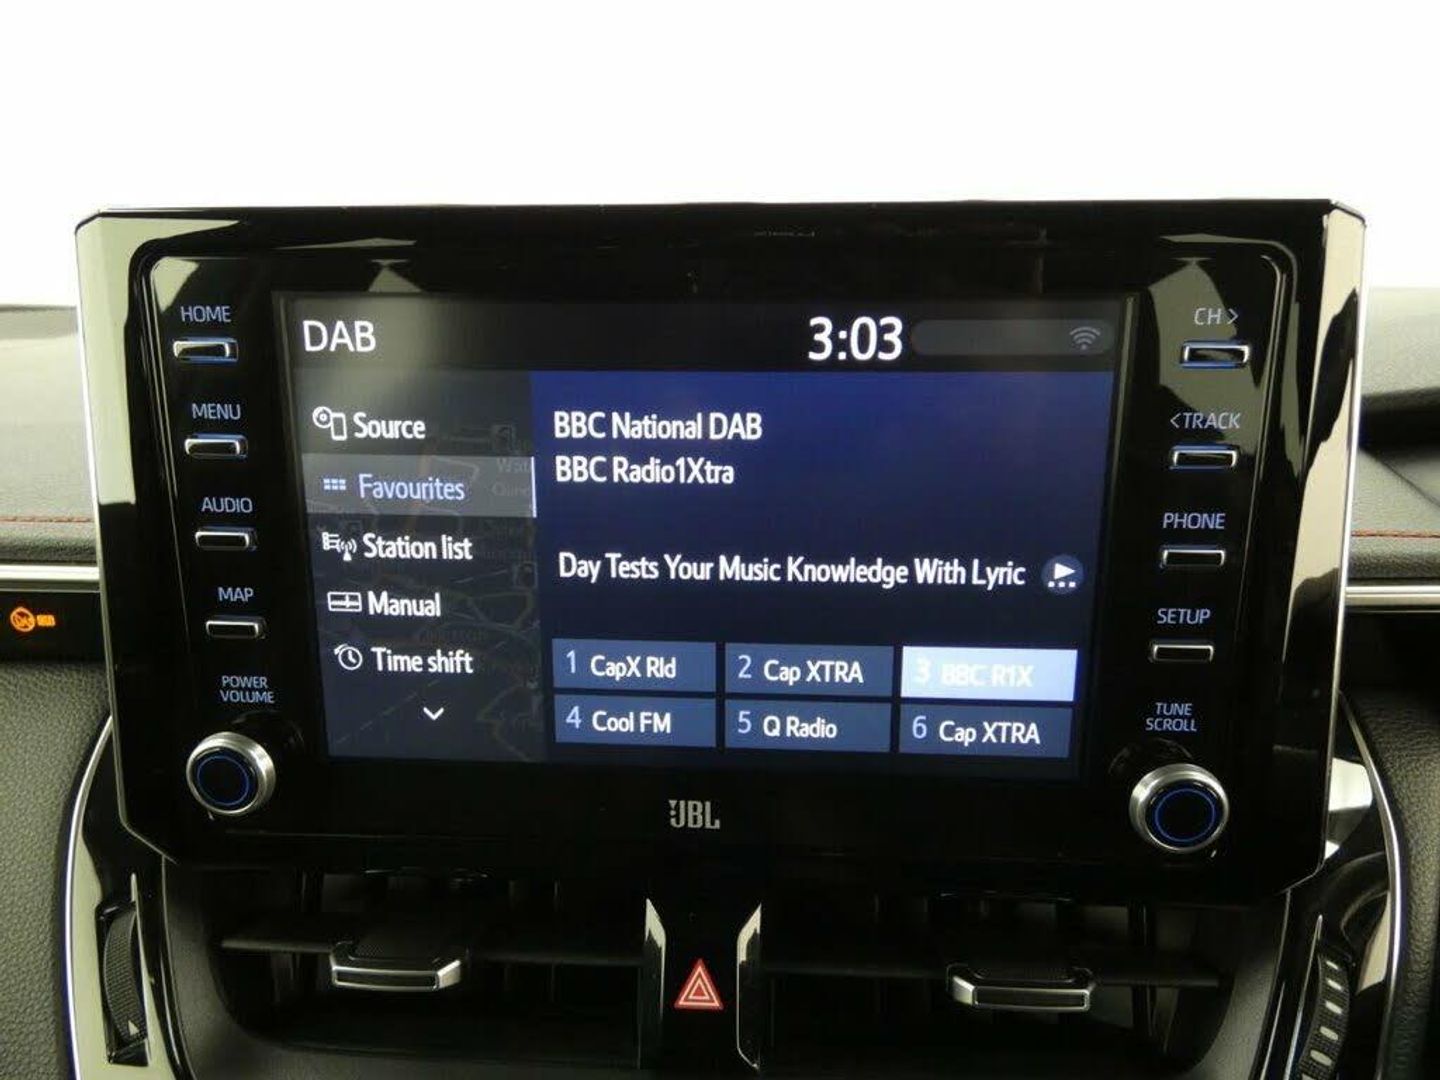 HOME
MENU
AUDIO
MAP
POWER
VOLUME
DAB
3:03
Source
Favourites
Station list
Manual
Time shift
BBC National DAB
BBC Radio1Xtra
Day Tests Your Music Knowledge With Lyric
1 CapX Rld
2 Cap XTRA
3 BBC R1X
4 Cool FM
5 Q Radio
6 Cap XTRA
JBL
CH>
<TRACK
PHONE
SETUP
TUNE
SCROLL